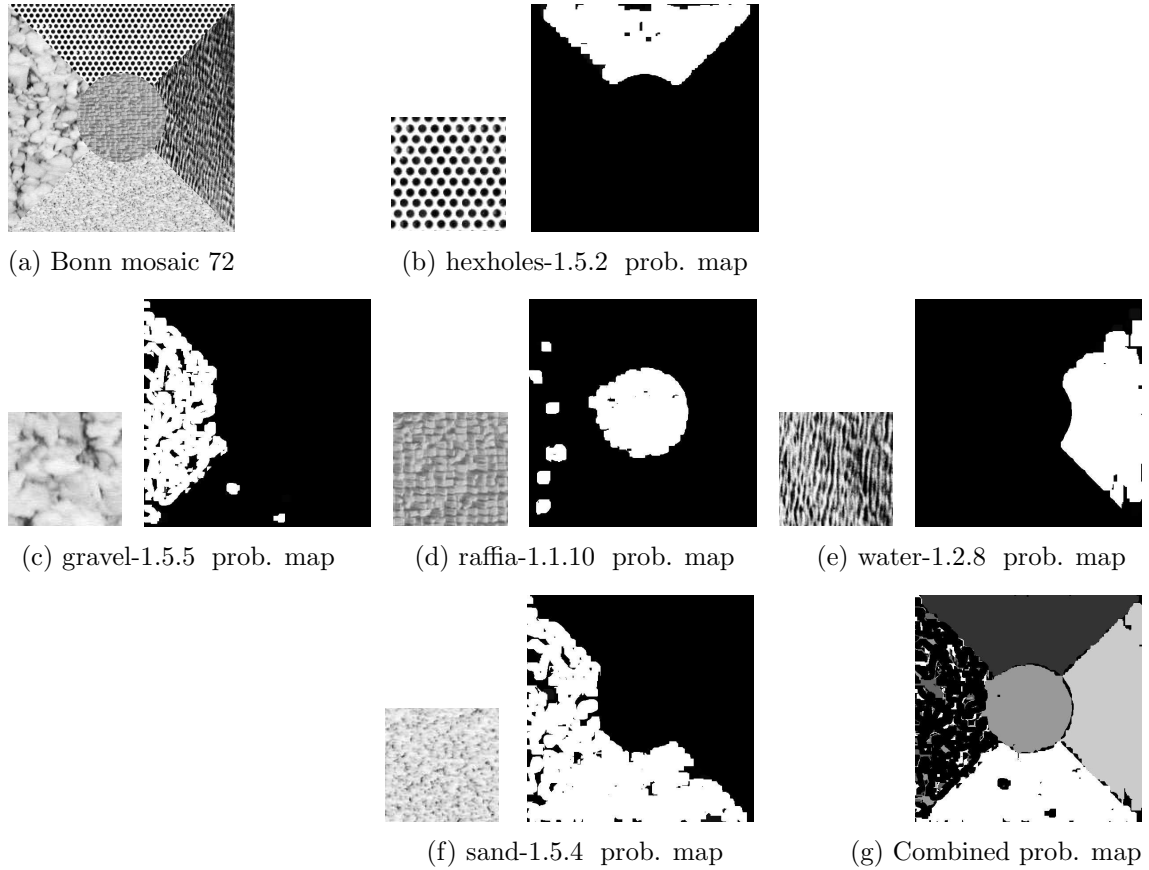 (a) Bonn mosaic 72
(b) hexholes-1.5.2 prob. map
(c) gravel-1.5.5 prob. map
(d) raffia-1.1.10 prob. map
(e) water-1.2.8 prob. map
(f) sand-1.5.4 prob. map
(g) Combined prob. map